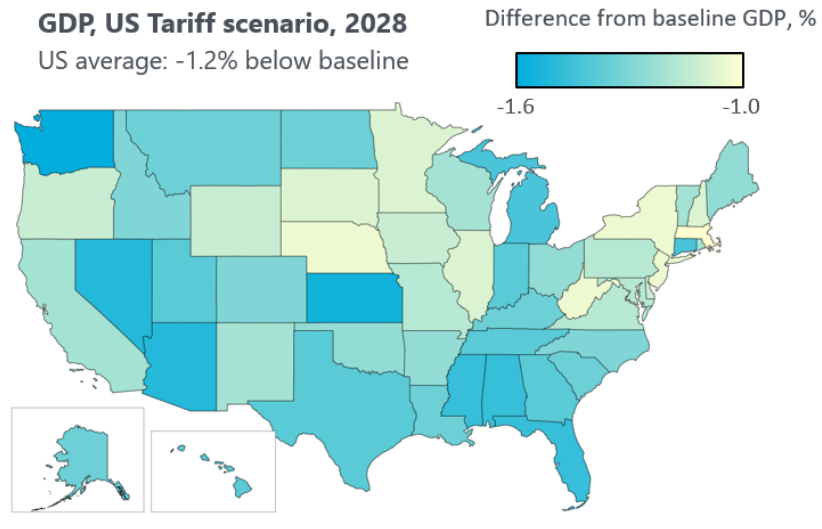 GDP, US Tariff scenario, 2028
US average: -1.2% below baseline
Difference from baseline GDP, %
-1.6
-1.0